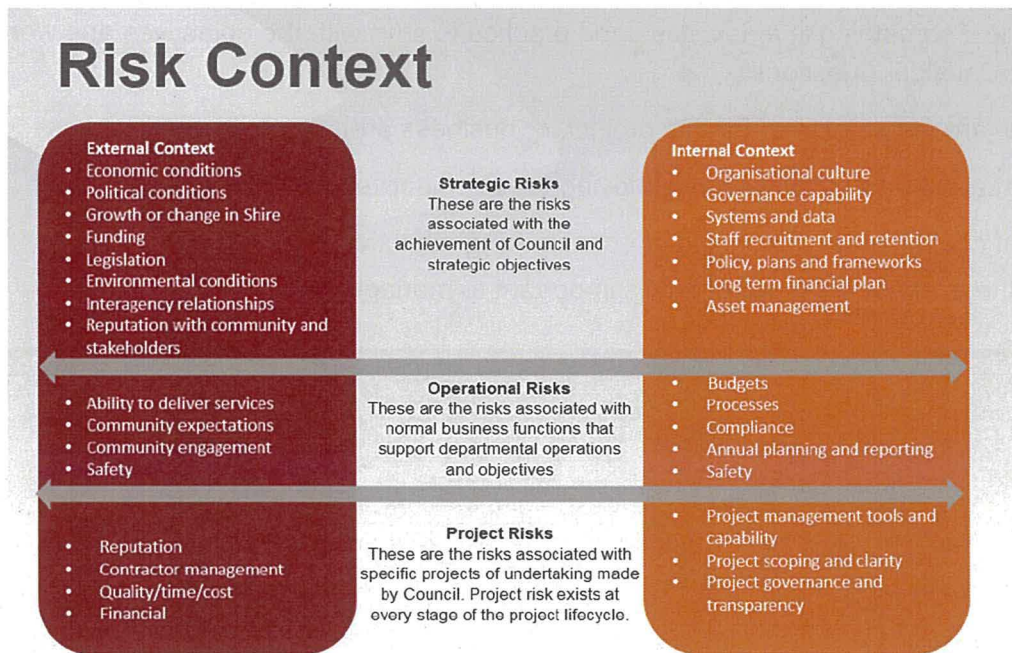 Risk Context
External Context
• Economic conditions
• Political conditions
• Growth or change in Shire
• Funding
• Legislation
• Environmental conditions
• Interagency relationships
• Reputation with community and
stakeholders
Strategic Risks
These are the risks
associated with the
achievement of Council and
strategic objectives
Internal Context
• Organisational culture
• Governance capability
• Systems and data
• Staff recruitment and retention
• Policy, plans and frameworks
• Long term financial plan
• Asset management
• Ability to deliver services
• Community expectations
• Community engagement
• Safety
Operational Risks
These are the risks associated with
normal business functions that
support departmental operations
and objectives
• Budgets
• Processes
• Compliance
• Annual planning and reporting
• Safety
• Reputation
• Contractor management
• Quality/time/cost
• Financial
Project Risks
These are the risks associated with
specific projects of undertaking made
by Council. Project risk exists at
every stage of the project lifecycle.
• Project management tools and
capability
• Project scoping and clarity
• Project governance and
transparency